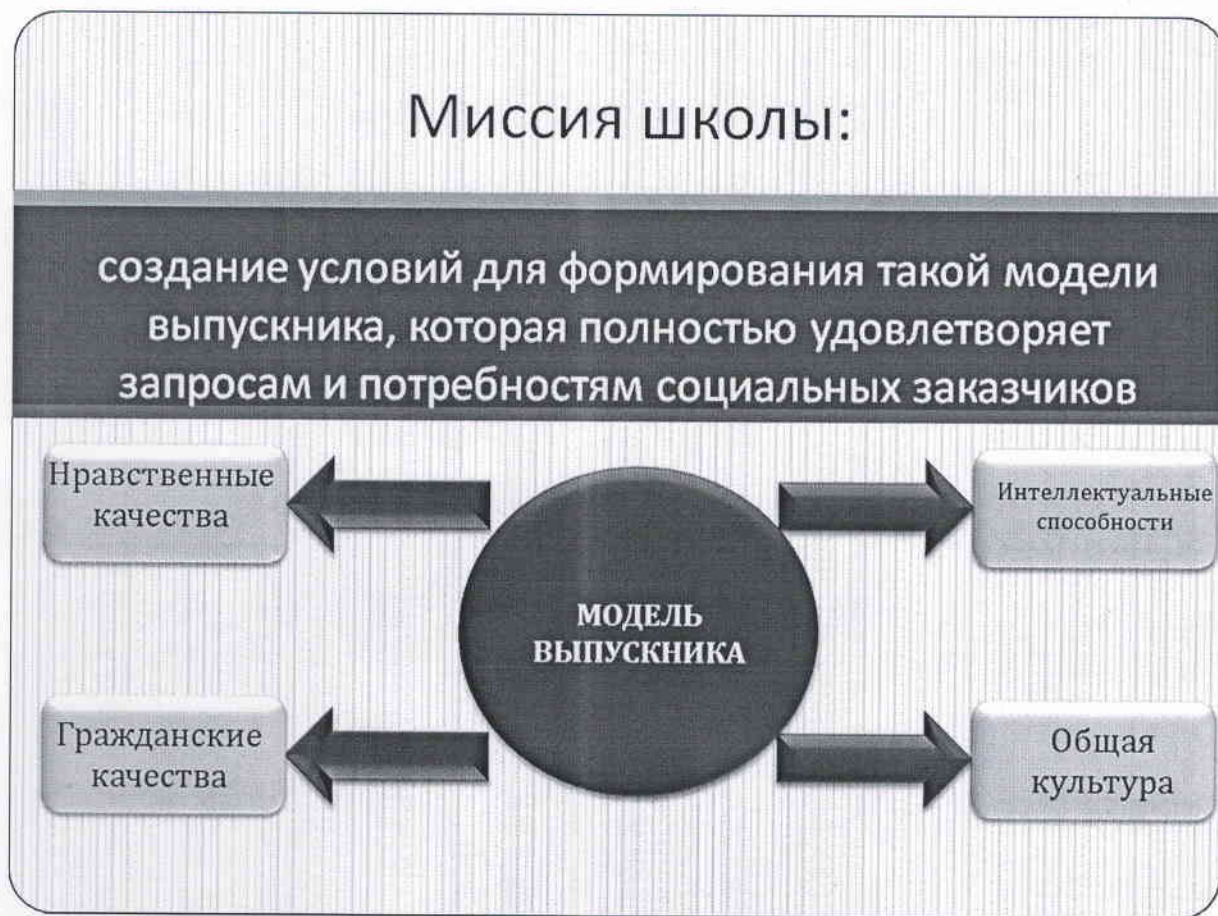 Миссия школы:
создание условий для формирования такой модели
выпускника, которая полностью удовлетворяет
запросам и потребностям социальных заказчиков
Нравственные
качества
Интеллектуальные
способности
МОДЕЛЬ
ВЫПУСКНИКА
Гражданские
качества
Общая
культура